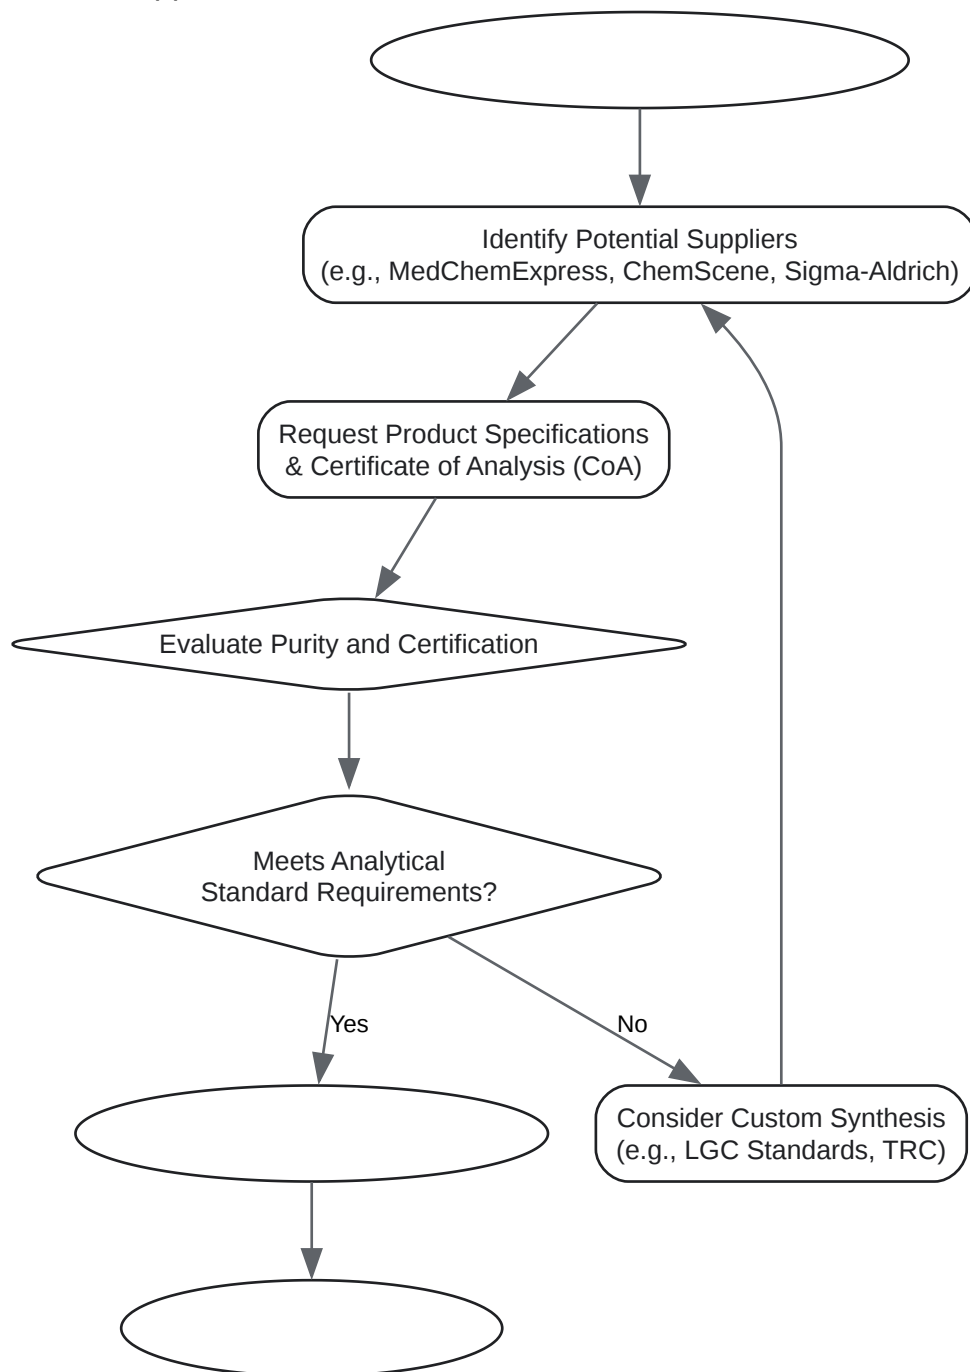 Identify Potential Suppliers
(e.g., MedChemExpress, ChemScene, Sigma-Aldrich)
Request Product Specifications
& Certificate of Analysis (CoA)
Evaluate Purity and Certification
Meets Analytical
Standard Requirements?
Yes
No
Consider Custom Synthesis
(e.g., LGC Standards, TRC)